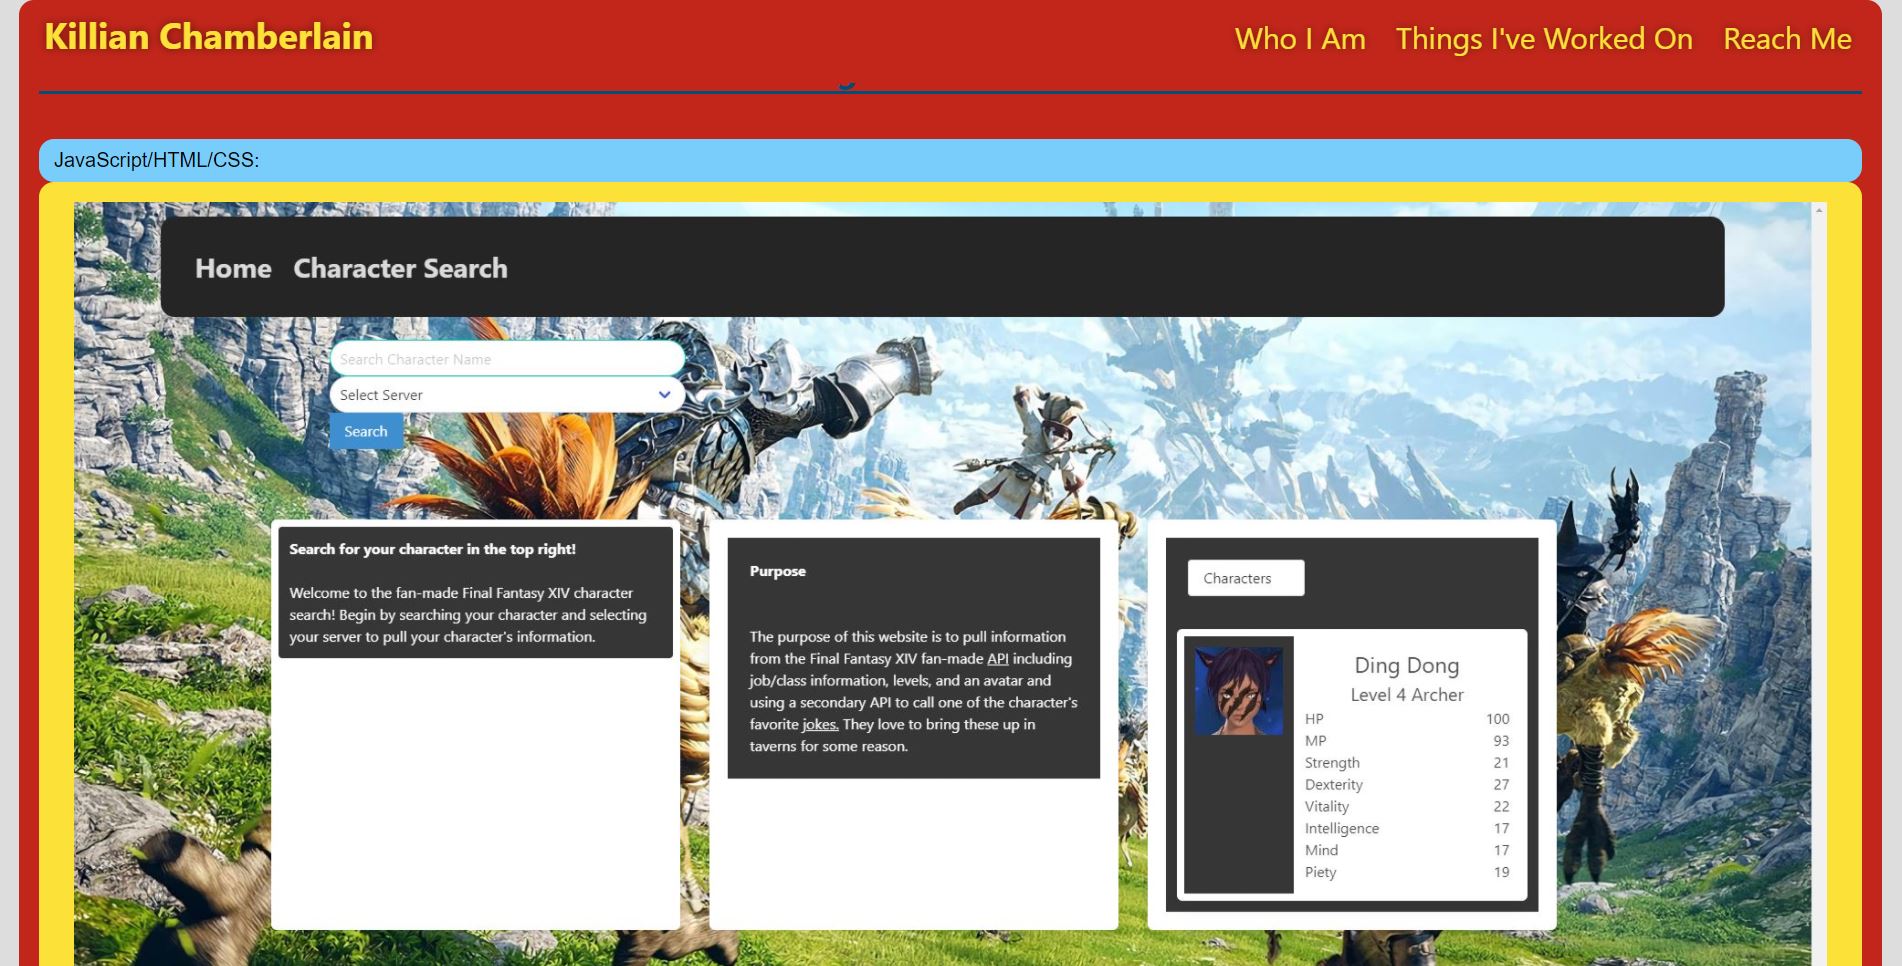 Killian Chamberlain
Who I Am Things I've Worked On Reach Me
JavaScript/HTML/CSS:
Home Character Search
Search Character Name
Select Server
Search
Search for your character in the top right!
Welcome to the fan-made Final Fantasy XIV character
search! Begin by searching your character and selecting
your server to pull your character's information.
Purpose
The purpose of this website is to pull information
from the Final Fantasy XIV fan-made API including
job/class information, levels, and an avatar and
using a secondary API to call one of the character's
favorite jokes. They love to bring these up in
taverns for some reason.
Characters
Ding Dong
Level 4 Archer
HP 100
MP 93
Strength 21
Dexterity 27
Vitality 22
Intelligence 17
Mind 17
Piety 19